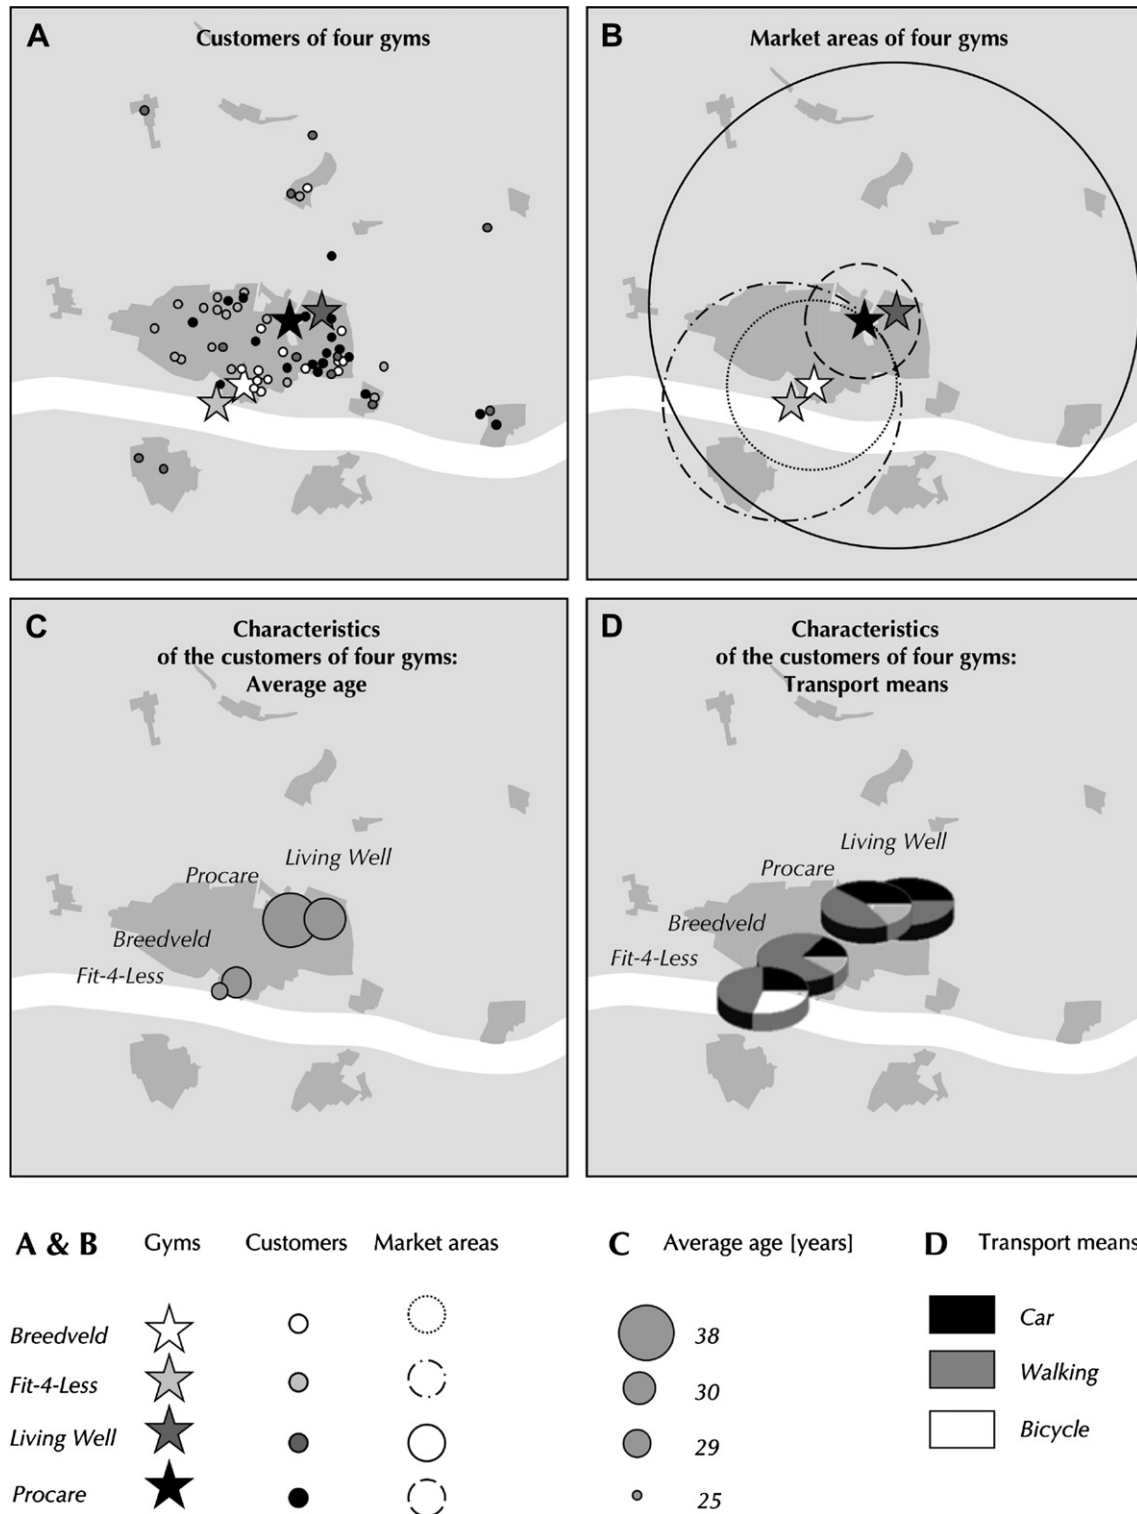 A
Customers of four gyms
B
Market areas of four gyms
C
Characteristics
of the customers of four gyms:
Average age
Living Well
Procare
Breedveld
Fit-4-Less
D
Characteristics
of the customers of four gyms:
Transport means
Living Well
Procare
Breedveld
Fit-4-Less
A & B Gyms Customers Market areas
Breedveld
Fit-4-Less
Living Well
Procare
C Average age [years]
38
30
29
25
D Transport means
Car
Walking
Bicycle